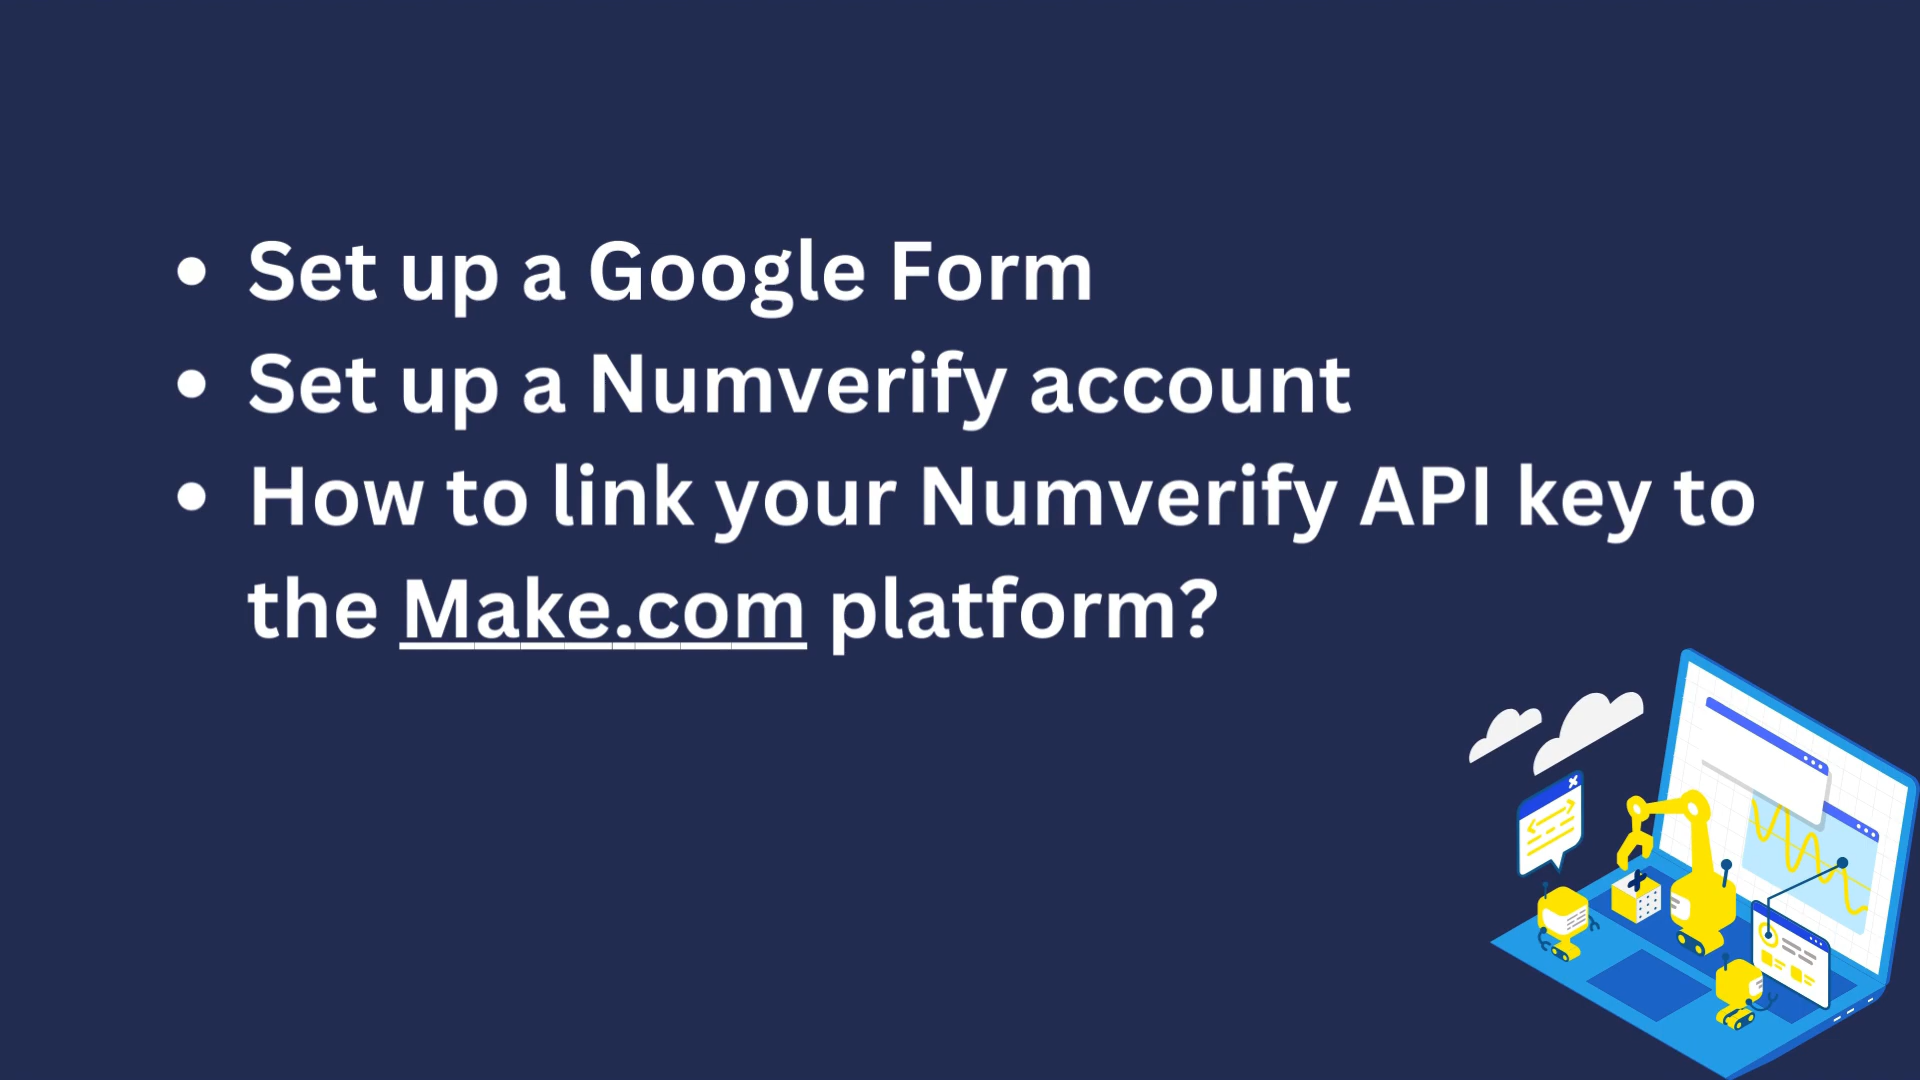 • Set up a Google Form
• Set up a Numverify account
• How to link your Numverify API key to
the Make.com platform?